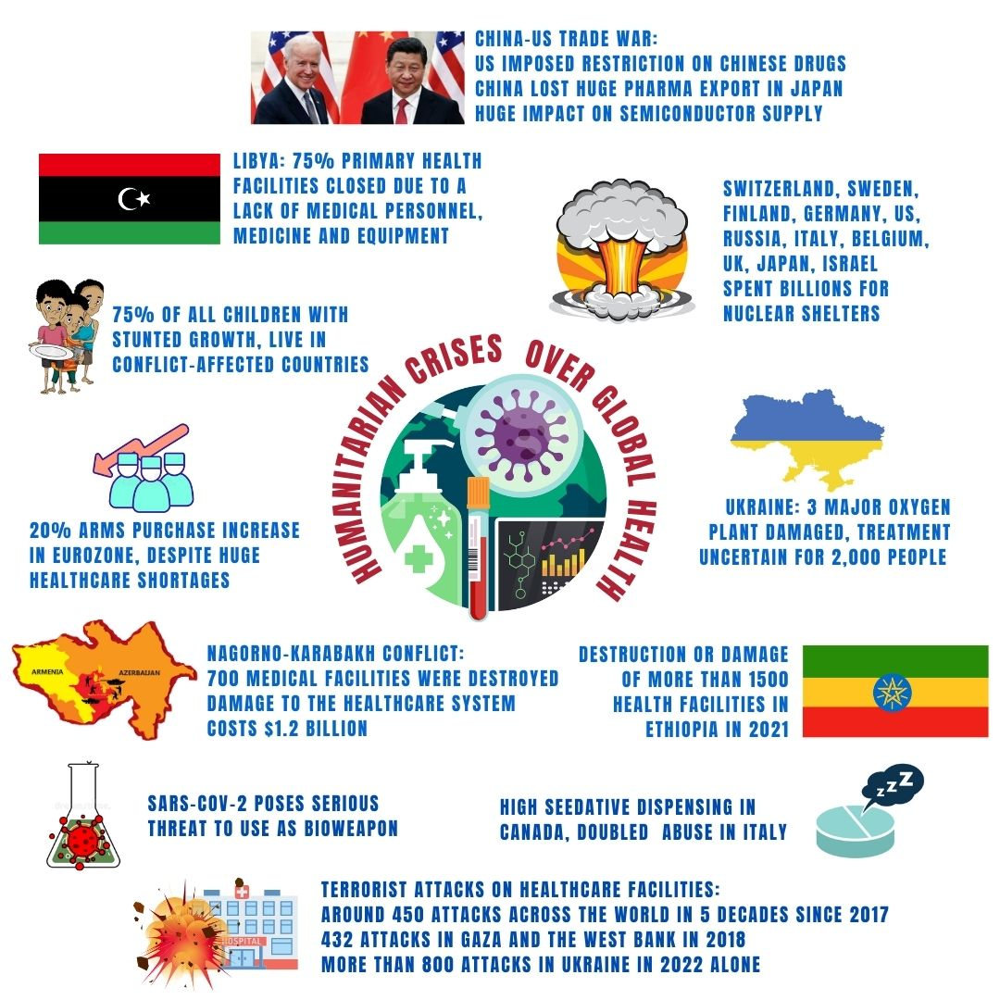 CHINA-US TRADE WAR:
US IMPOSED RESTRICTION ON CHINESE DRUGS
CHINA LOST HUGE PHARMA EXPORT IN JAPAN
HUGE IMPACT ON SEMICONDUCTOR SUPPLY
LIBYA: 75% PRIMARY HEALTH
FACILITIES CLOSED DUE TO A
LACK OF MEDICAL PERSONNEL,
MEDICINE AND EQUIPMENT
SWITZERLAND, SWEDEN,
FINLAND, GERMANY, US,
RUSSIA, ITALY, BELGIUM,
UK, JAPAN, ISRAEL
SPENT BILLIONS FOR
NUCLEAR SHELTERS
75% OF ALL CHILDREN WITH
STUNTED GROWTH, LIVE IN
CONFLICT-AFFECTED COUNTRIES
HUMANITARIAN CRISES OVER GLOBAL HEALTH
20% ARMS PURCHASE INCREASE
IN EUROZONE, DESPITE HUGE
HEALTHCARE SHORTAGES
UKRAINE: 3 MAJOR OXYGEN
PLANT DAMAGED, TREATMENT
UNCERTAIN FOR 2,000 PEOPLE
ARMENIA
AZERBAIJAN
NAGORNO-KARABAKH CONFLICT:
700 MEDICAL FACILITIES WERE DESTROYED
DAMAGE TO THE HEALTHCARE SYSTEM
COSTS $1.2 BILLION
DESTRUCTION OR DAMAGE
OF MORE THAN 1500
HEALTH FACILITIES IN
ETHIOPIA IN 2021
SARS-COV-2 POSES SERIOUS
THREAT TO USE AS BIOWEAPON
HIGH SEEDATIVE DISPENSING IN
CANADA, DOUBLED ABUSE IN ITALY
zzZ
HOSPITAL
TERRORIST ATTACKS ON HEALTHCARE FACILITIES:
AROUND 450 ATTACKS ACROSS THE WORLD IN 5 DECADES SINCE 2017
432 ATTACKS IN GAZA AND THE WEST BANK IN 2018
MORE THAN 800 ATTACKS IN UKRAINE IN 2022 ALONE